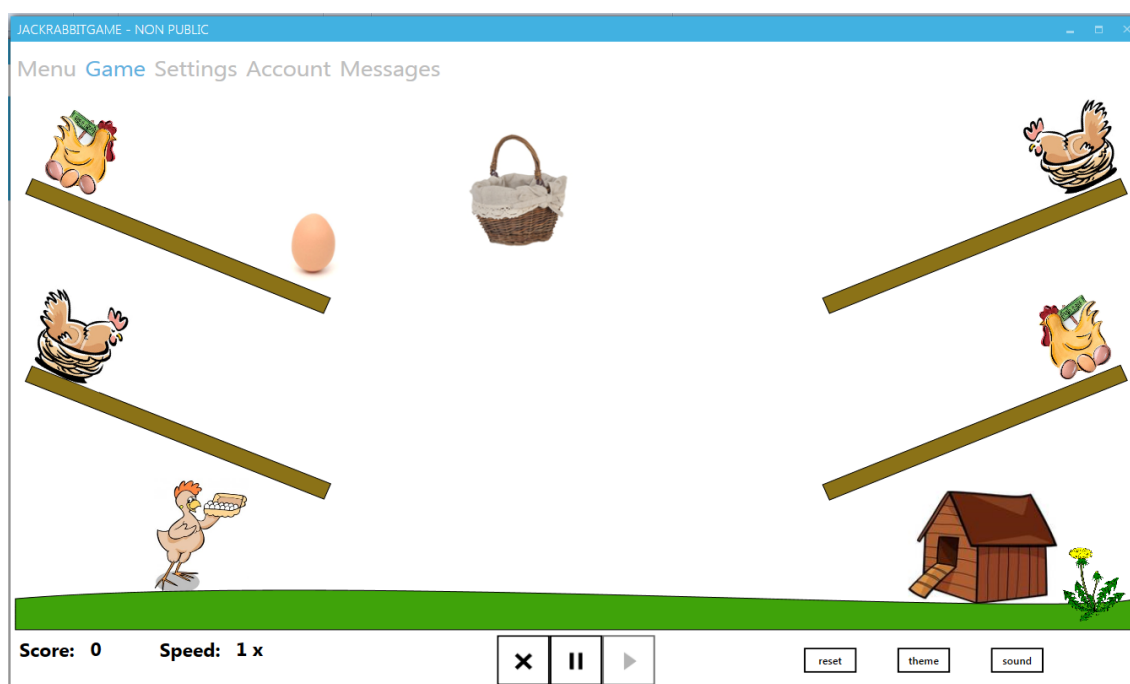 JACKRABBITGAME - NON PUBLIC
Menu Game Settings Account Messages
Score: 0 Speed: 1 x
reset theme sound